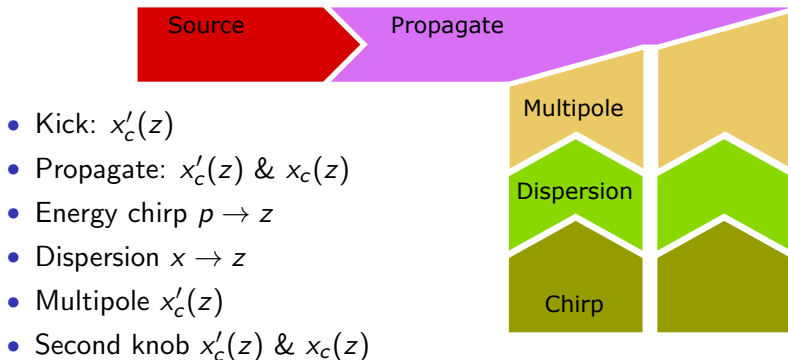 Source
Propagate
Multipole
Dispersion
Chirp
• Kick: x′c(z)
• Propagate: x′c(z) & xc(z)
• Energy chirp p → z
• Dispersion x → z
• Multipole x′c(z)
• Second knob x′c(z) & xc(z)